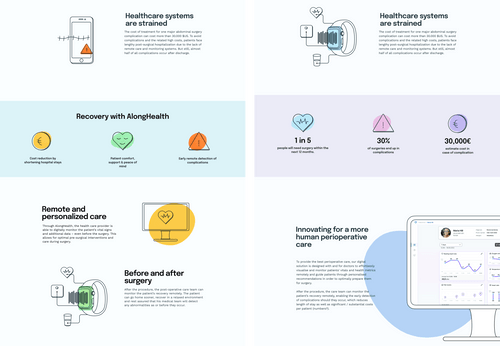 Healthcare systems
are strained
The cost of treatment for one major abdominal surgery
complication can cost more than 30,000 EUR. To avoid
complications and the related high costs, patients face
lengthy post-surgical hospitalization due to the lack of
remote care and monitoring systems. But still, almost
half of all complications occur after discharge.
Recovery with AlongHealth
Cost reduction by
shortening hospital stays
Patient comfort,
support & peace of
mind
Early remote detection of
complications
Remote and
personalized care
Through AlongHealth, the health care provider is
able to digitally monitor the patient's vital signs
and additional data – even before the surgery. This
allows for optimal pre-surgical interventions and
care during surgery.
Before and after
surgery
After the procedure, the post-operative care team can
monitor the patient's recovery remotely. The patient
can go home sooner, recover in a relaxed environment
and rest assured that his medical team will detect
any abnormalities as or before they occur.
Healthcare systems
are strained
The cost of treatment for one major abdominal surgery
complication can cost more than 30,000 EUR. To avoid
complications and the related high costs, patients face
lengthy post-surgical hospitalization due to the lack of
remote care and monitoring systems. But still, almost
half of all complications occur after discharge.
1 in 5
people will need surgery within the
next 12 months.
30%
of surgeries end up in
complications
30,000€
estimate cost in
case of complication
Innovating for a more
human perioperative
care
To provide the best perioperative care, our digital
solution is designed with and for doctors to effortlessly
visualize and monitor patients' vitals and health metrics
remotely and guide patients through personalized
recommendations in order to optimally prepare them
for surgery.
After the procedure, the care team can monitor the
patient's recovery remotely, enabling the early detection
of complications should they occur which reduces
length of stay as well as significant